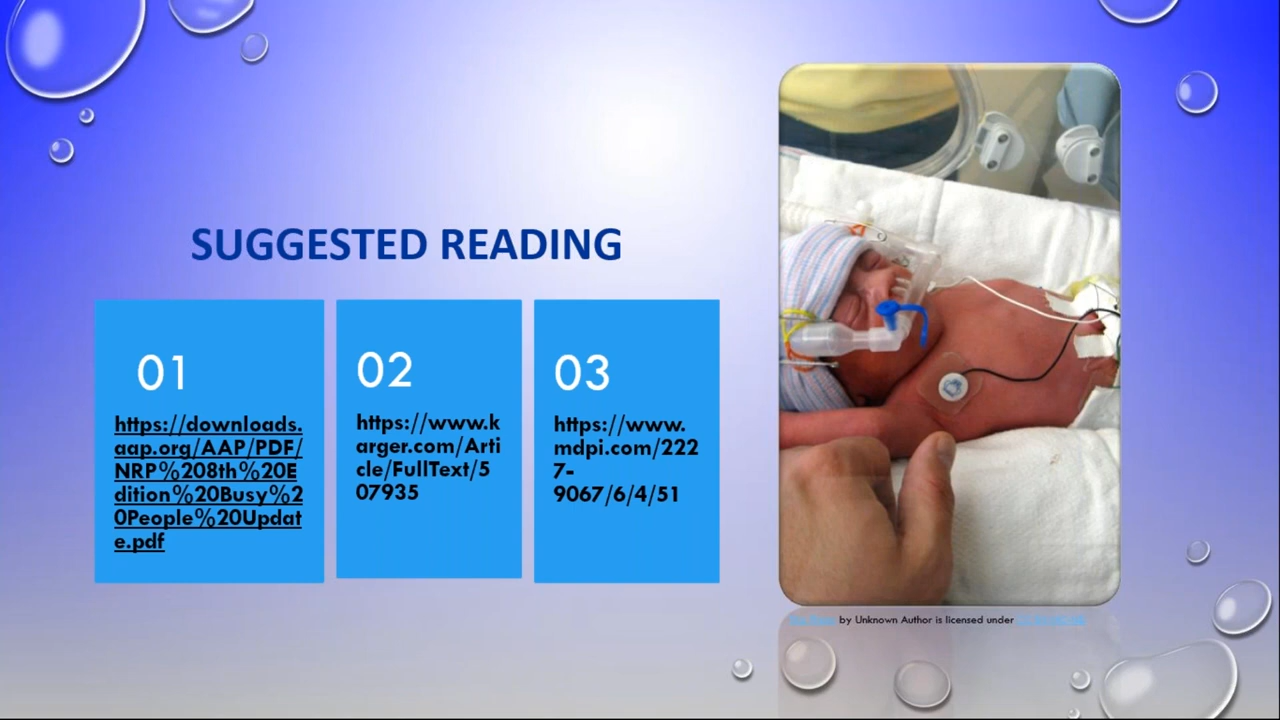 SUGGESTED READING
01
https://downloads.
aap.org/AAP/PDF/
NRP%208th%20E
dition%20Busy%2
0People%20Updat
e.pdf
02
https://www.k
arger.com/Arti
cle/FullText/5
07935
03
https://www.
mdpi.com/222
7-
9067/6/4/51
by Unknown Author is licensed under